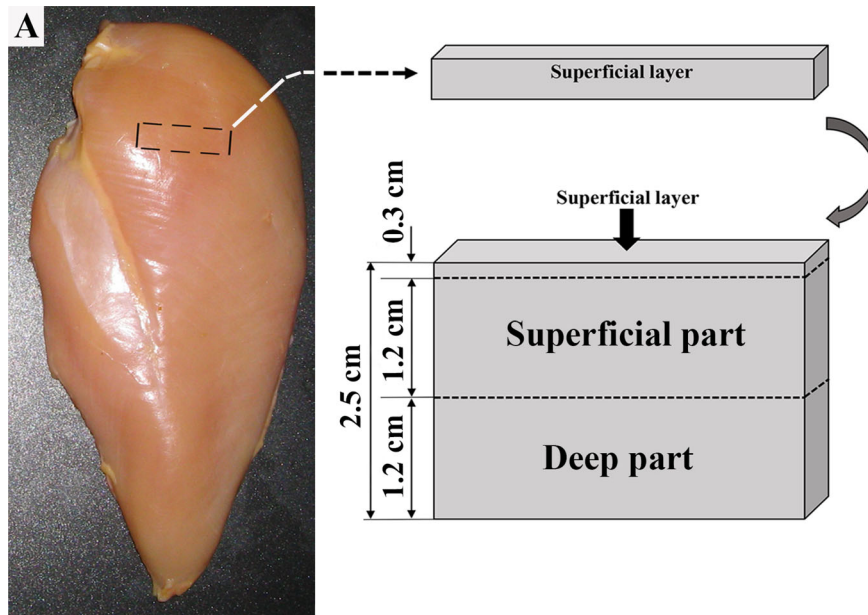 A
Superficial layer
Superficial layer
0.3 cm
1.2 cm
2.5 cm
1.2 cm
Superficial part
Deep part